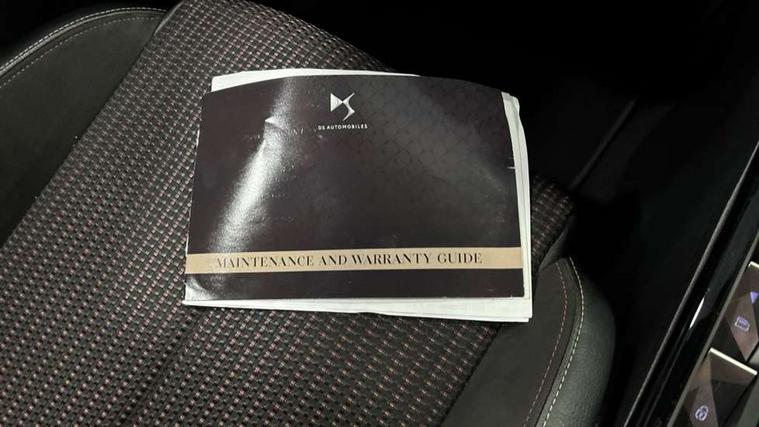 DS AUTOMOBILES
MAINTENANCE AND WARRANTY GUIDE